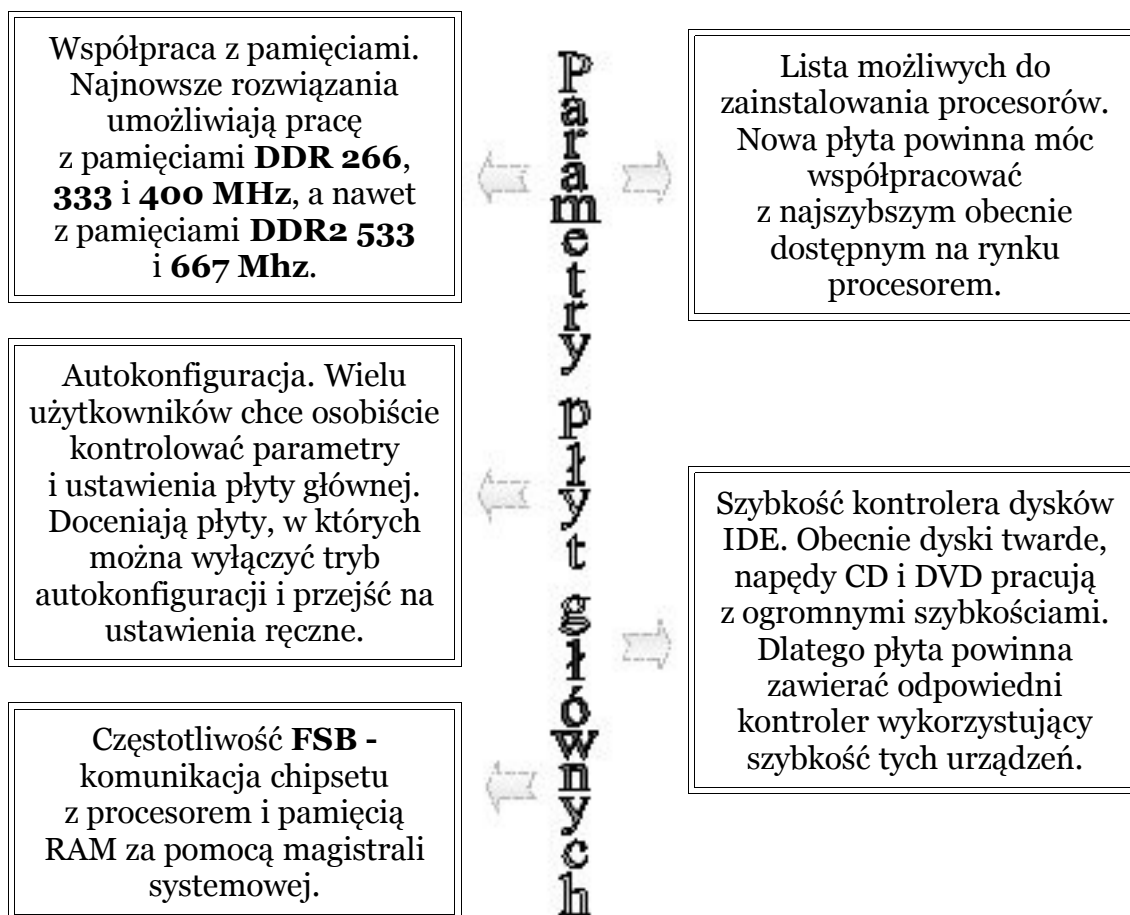 Współpraca z pamięciami.
Najnowsze rozwiązania
umożliwiają pracę
z pamięciami DDR 266,
333 i 400 MHz, a nawet
z pamięciami DDR2 533
i 667 Mhz.
Autokonfiguracja. Wielu
użytkowników chce osobiście
kontrolować parametry
i ustawienia płyty głównej.
Doceniają płyty, w których
można wyłączyć tryb
autokonfiguracji i przejść na
ustawienia ręczne.
Częstotliwość FSB -
komunikacja chipsetu
z procesorem i pamięcią
RAM za pomocą magistrali
systemowej.
Parametry płyt głównych
Lista możliwych do
zainstalowania procesorów.
Nowa płyta powinna móc
współpracować
z najszybszym obecnie
dostępnym na rynku
procesorem.
Szybkość kontrolera dysków
IDE. Obecnie dyski twarde,
napędy CD i DVD pracują
z ogromnymi szybkościami.
Dlatego płyta powinna
zawierać odpowiedni
kontroler wykorzystujący
szybkość tych urządzeń.